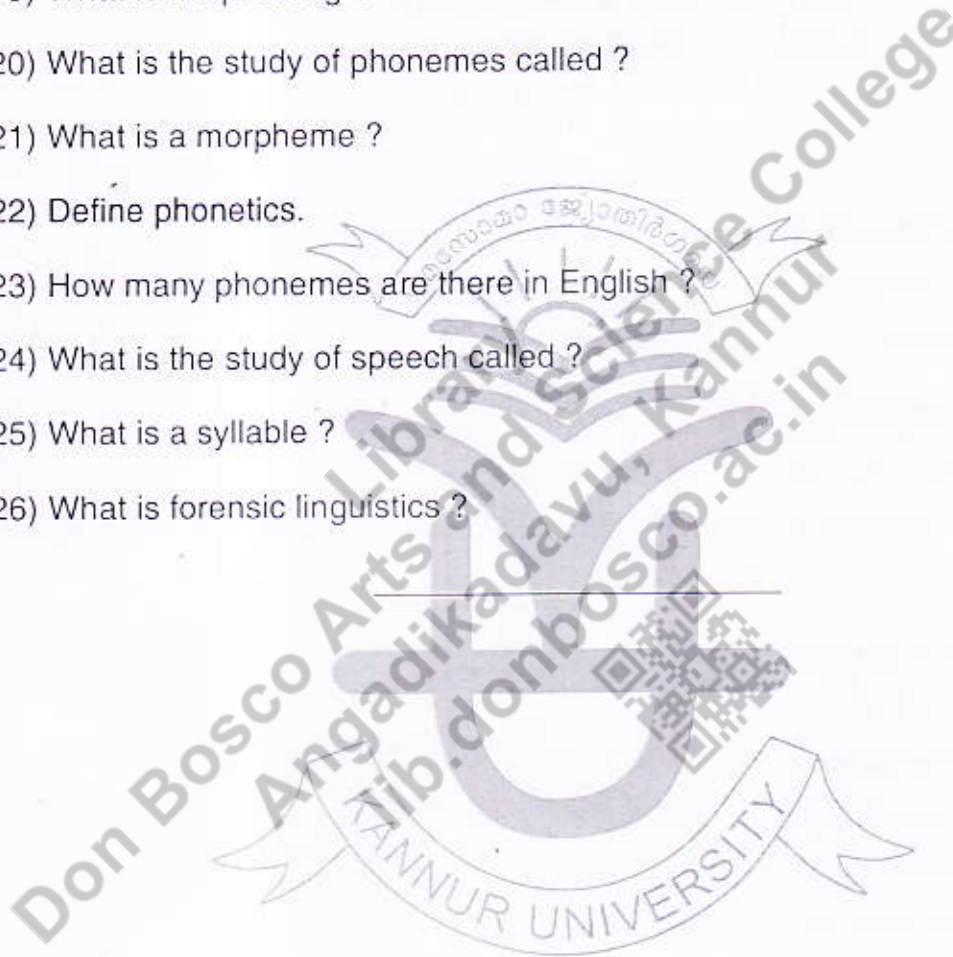 20) What is the study of phonemes called ?
21) What is a morpheme ?
22) Define phonetics.
23) How many phonemes are there in English ?
24) What is the study of speech called ?
25) What is a syllable ?
26) What is forensic linguistics ?
Library
Don Bosco Arts and Science College
Angadikadavu, Kannur
lib.donbosco.ac.in
KANNUR UNIVERSITY